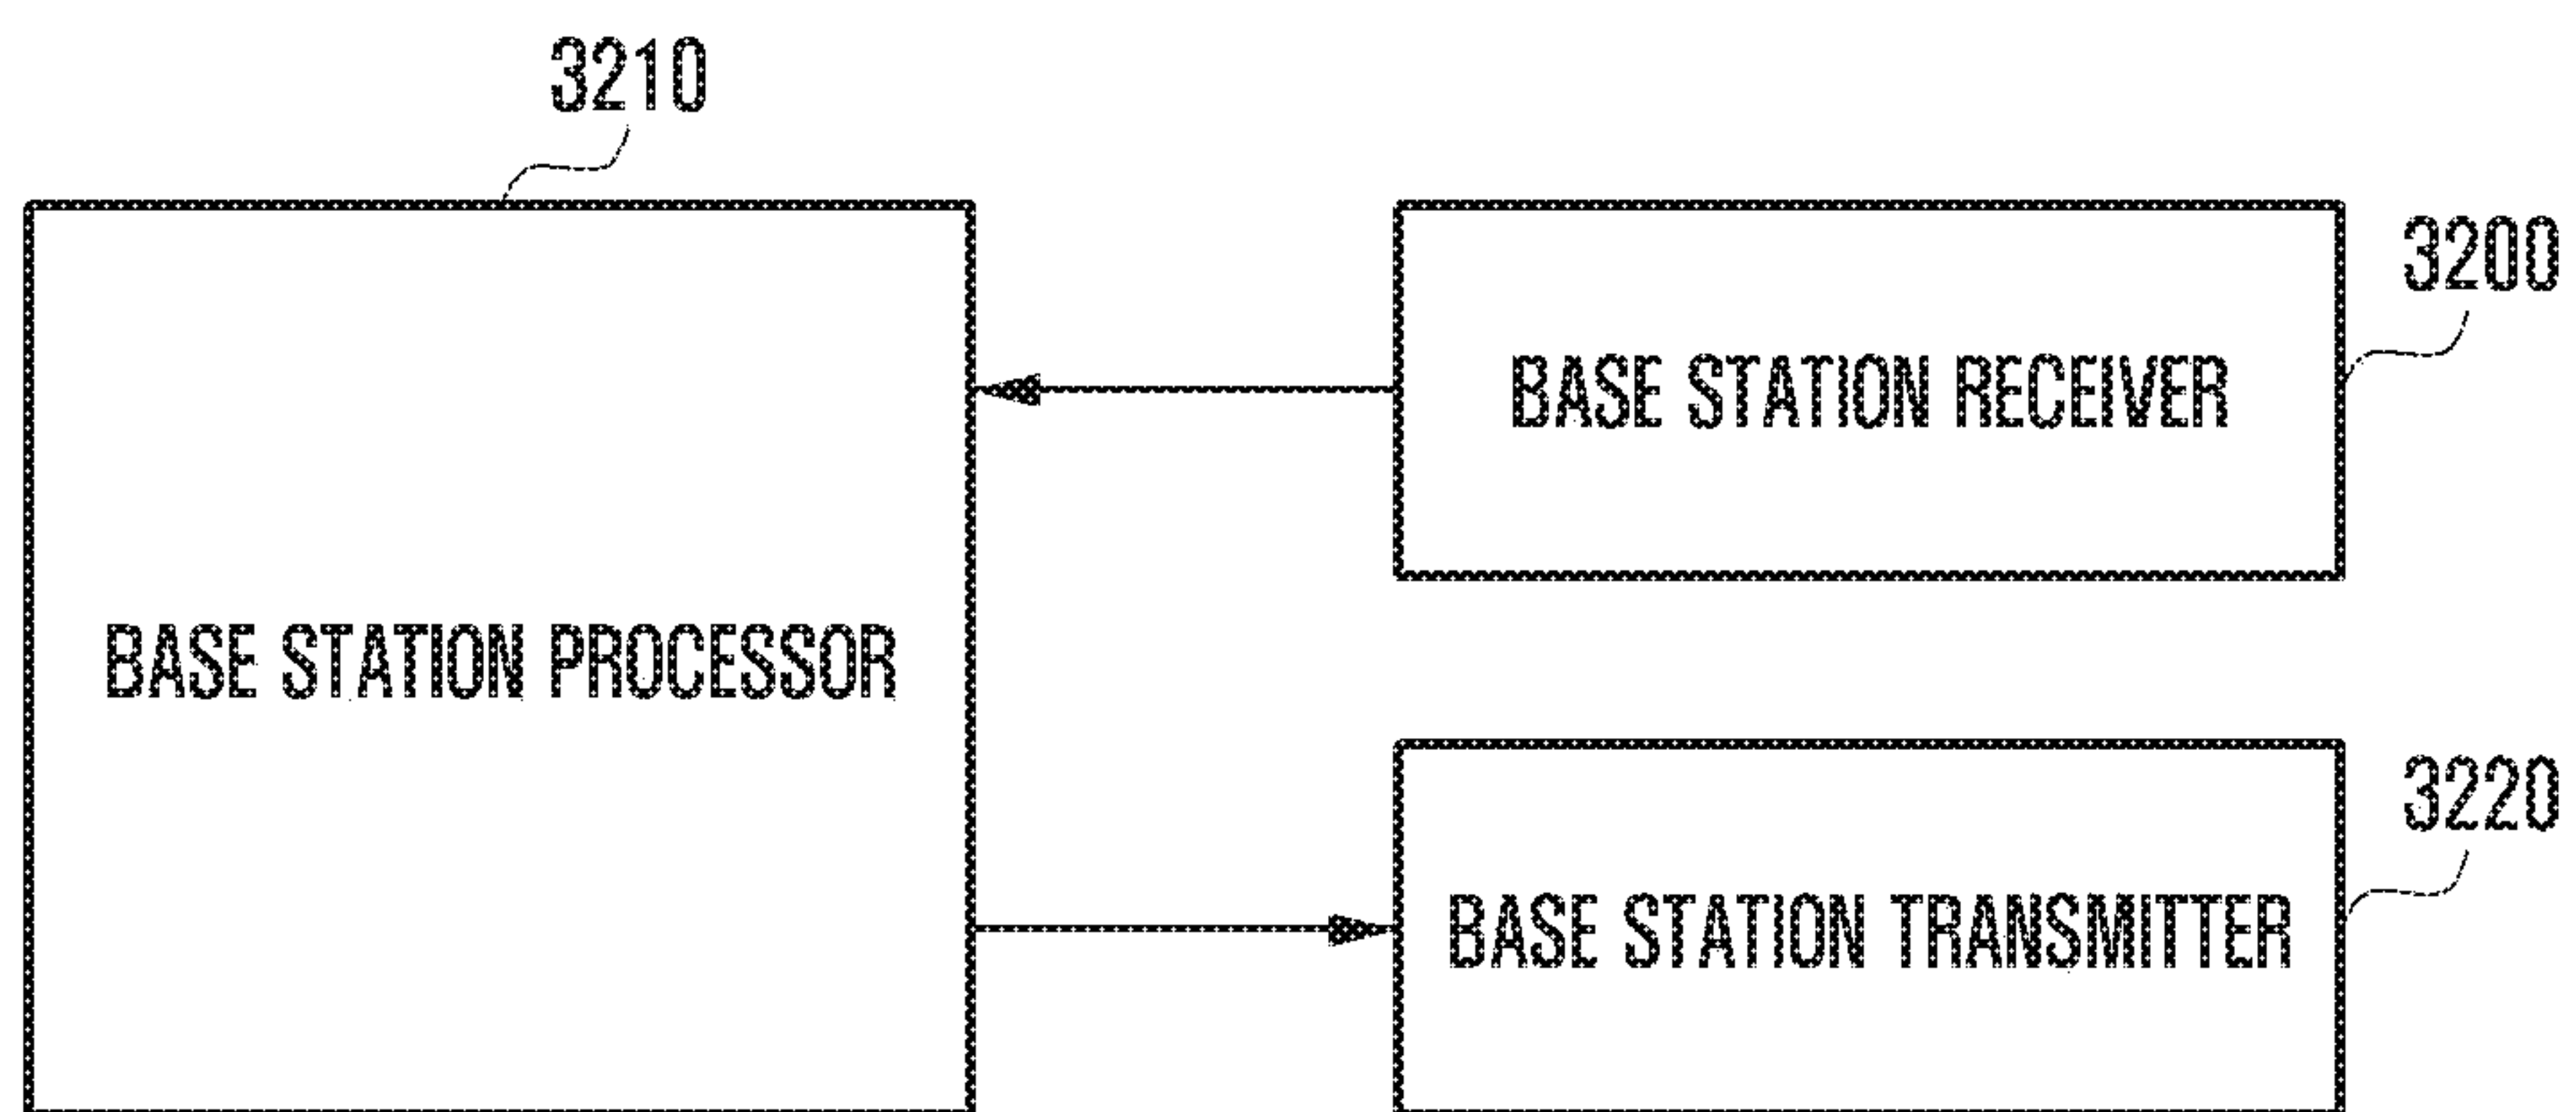 3210
3200
BASE STATION RECEIVER
BASE STATION PROCESSOR
3220
BASE STATION TRANSMITTER